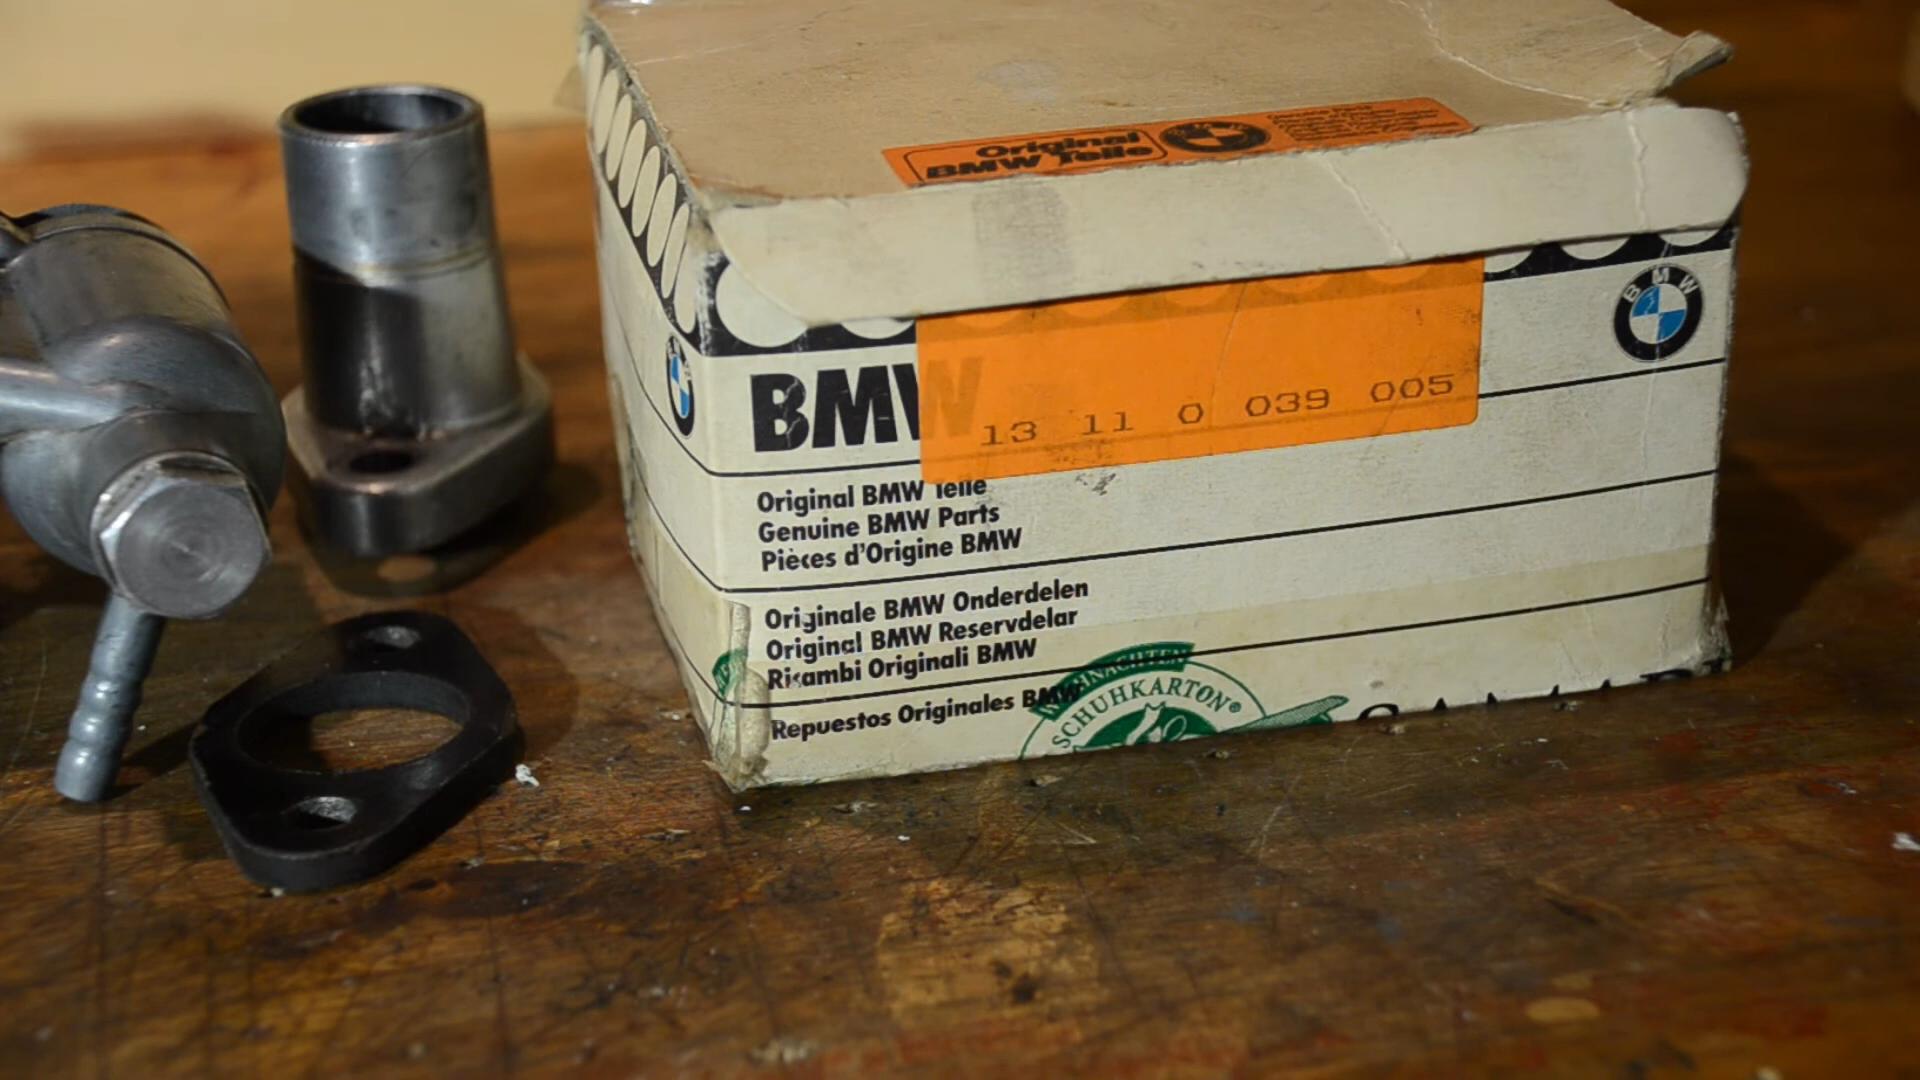 Original
BMW Teile
BMW
BMW
13 11 0 039 005
Original BMW Teile
Genuine BMW Parts
Pièces d'Origine BMW
Originale BMW Onderdelen
Original BMW Reservdelar
Ricambi Originali BMW
Repuestos Originales BMW
SCHUHKARTON®